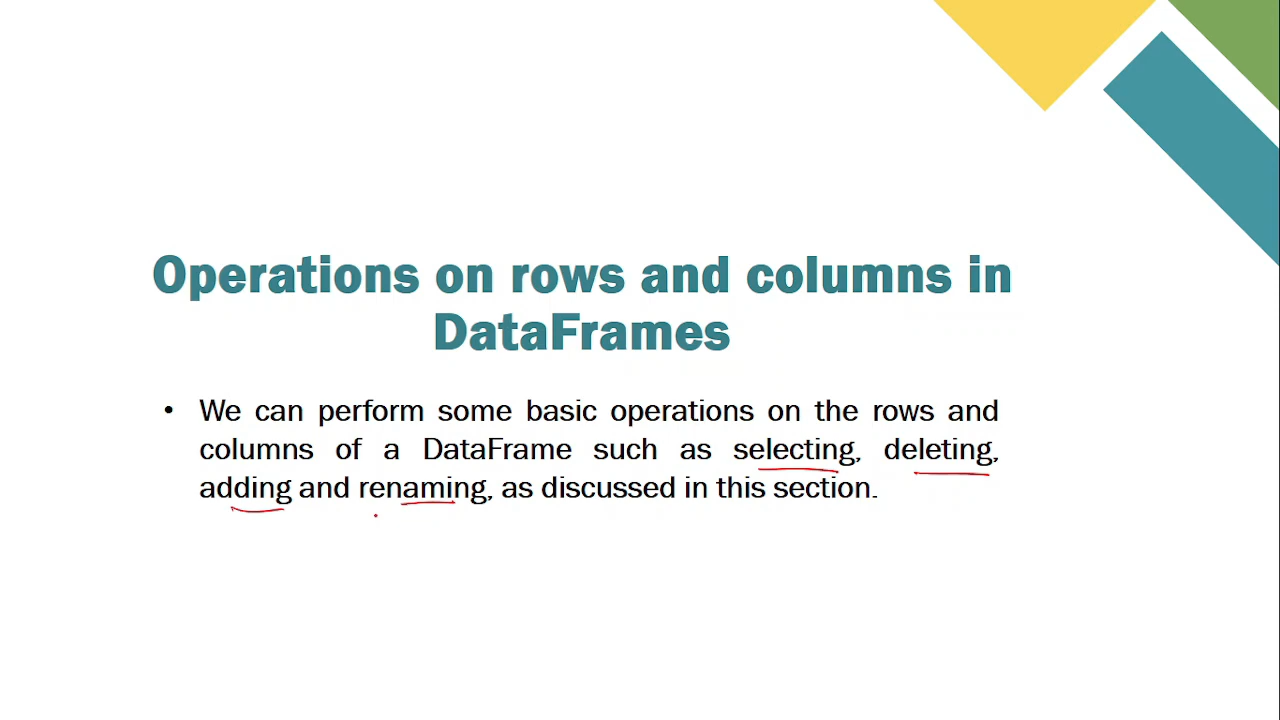 Operations on rows and columns in
DataFrames
• We can perform some basic operations on the rows and
columns of a DataFrame such as selecting, deleting,
adding and renaming, as discussed in this section.